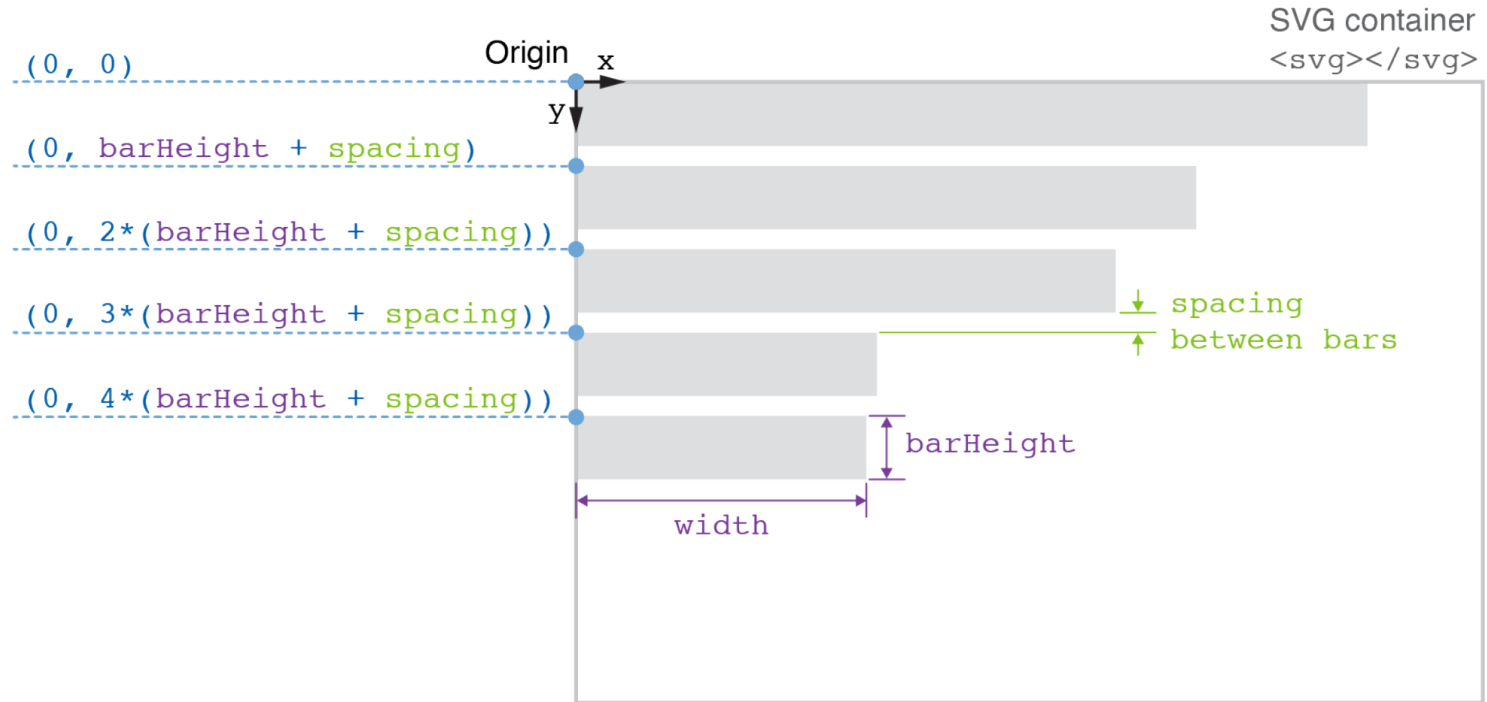 SVG container
<svg></svg>
Origin
x
y
(0, 0)
(0, barHeight + spacing)
(0, 2*(barHeight + spacing))
(0, 3*(barHeight + spacing))
(0, 4*(barHeight + spacing))
spacing
between bars
barHeight
width